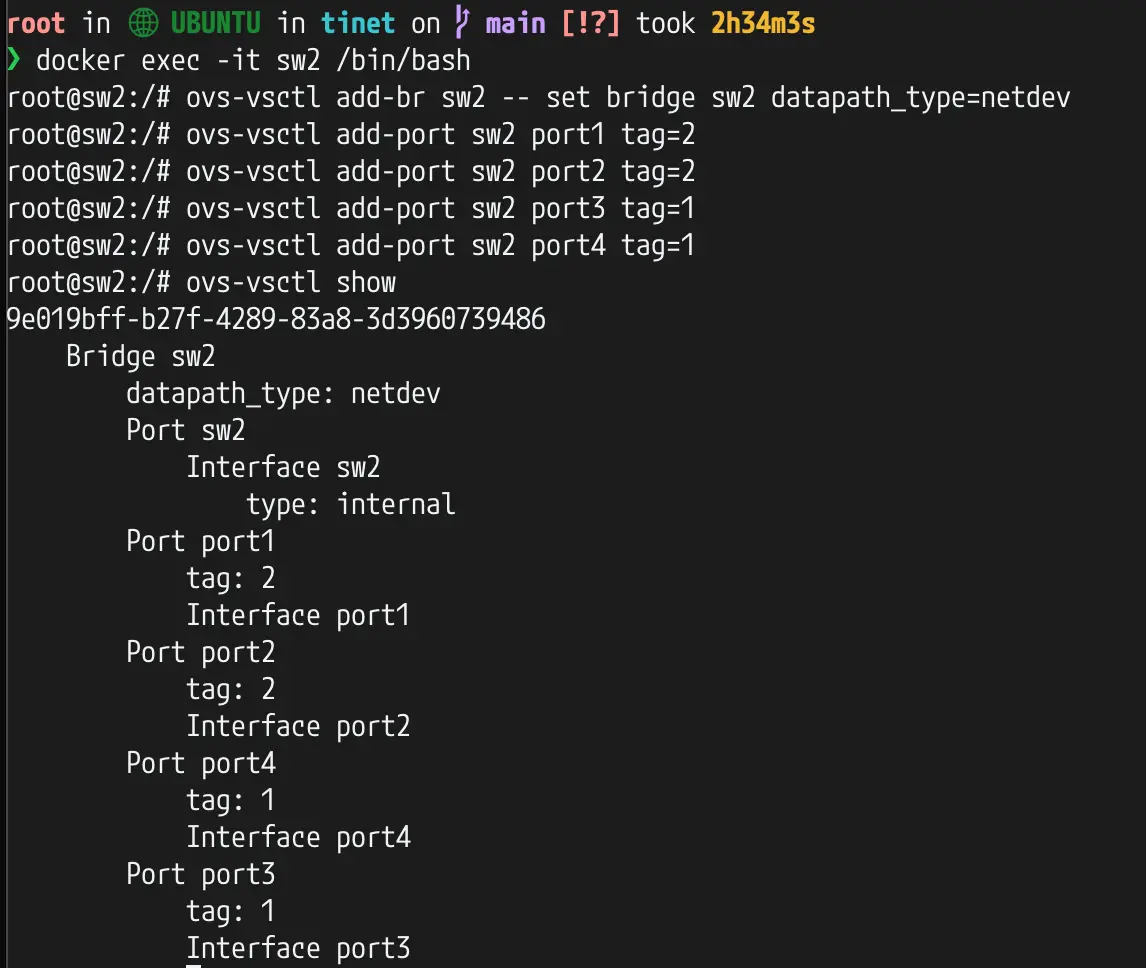 root in 🌐 UBUNTU in tinet on main [!?] took 2h34m3s
❯ docker exec -it sw2 /bin/bash
root@sw2:/# ovs-vsctl add-br sw2 -- set bridge sw2 datapath_type=netdev
root@sw2:/# ovs-vsctl add-port sw2 port1 tag=2
root@sw2:/# ovs-vsctl add-port sw2 port2 tag=2
root@sw2:/# ovs-vsctl add-port sw2 port3 tag=1
root@sw2:/# ovs-vsctl add-port sw2 port4 tag=1
root@sw2:/# ovs-vsctl show
9e019bff-b27f-4289-83a8-3d3960739486
    Bridge sw2
        datapath_type: netdev
        Port sw2
            Interface sw2
                type: internal
        Port port1
            tag: 2
            Interface port1
        Port port2
            tag: 2
            Interface port2
        Port port4
            tag: 1
            Interface port4
        Port port3
            tag: 1
            Interface port3